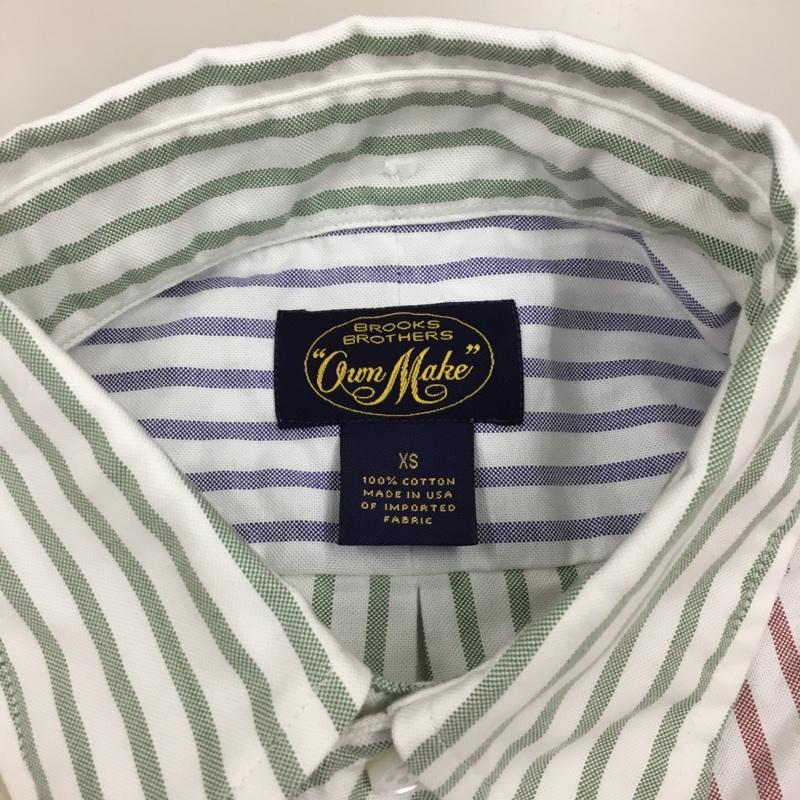 BROOKS
BROTHERS
"Own Make"
XS
100% COTTON
MADE IN USA
OF IMPORTED
FABRIC